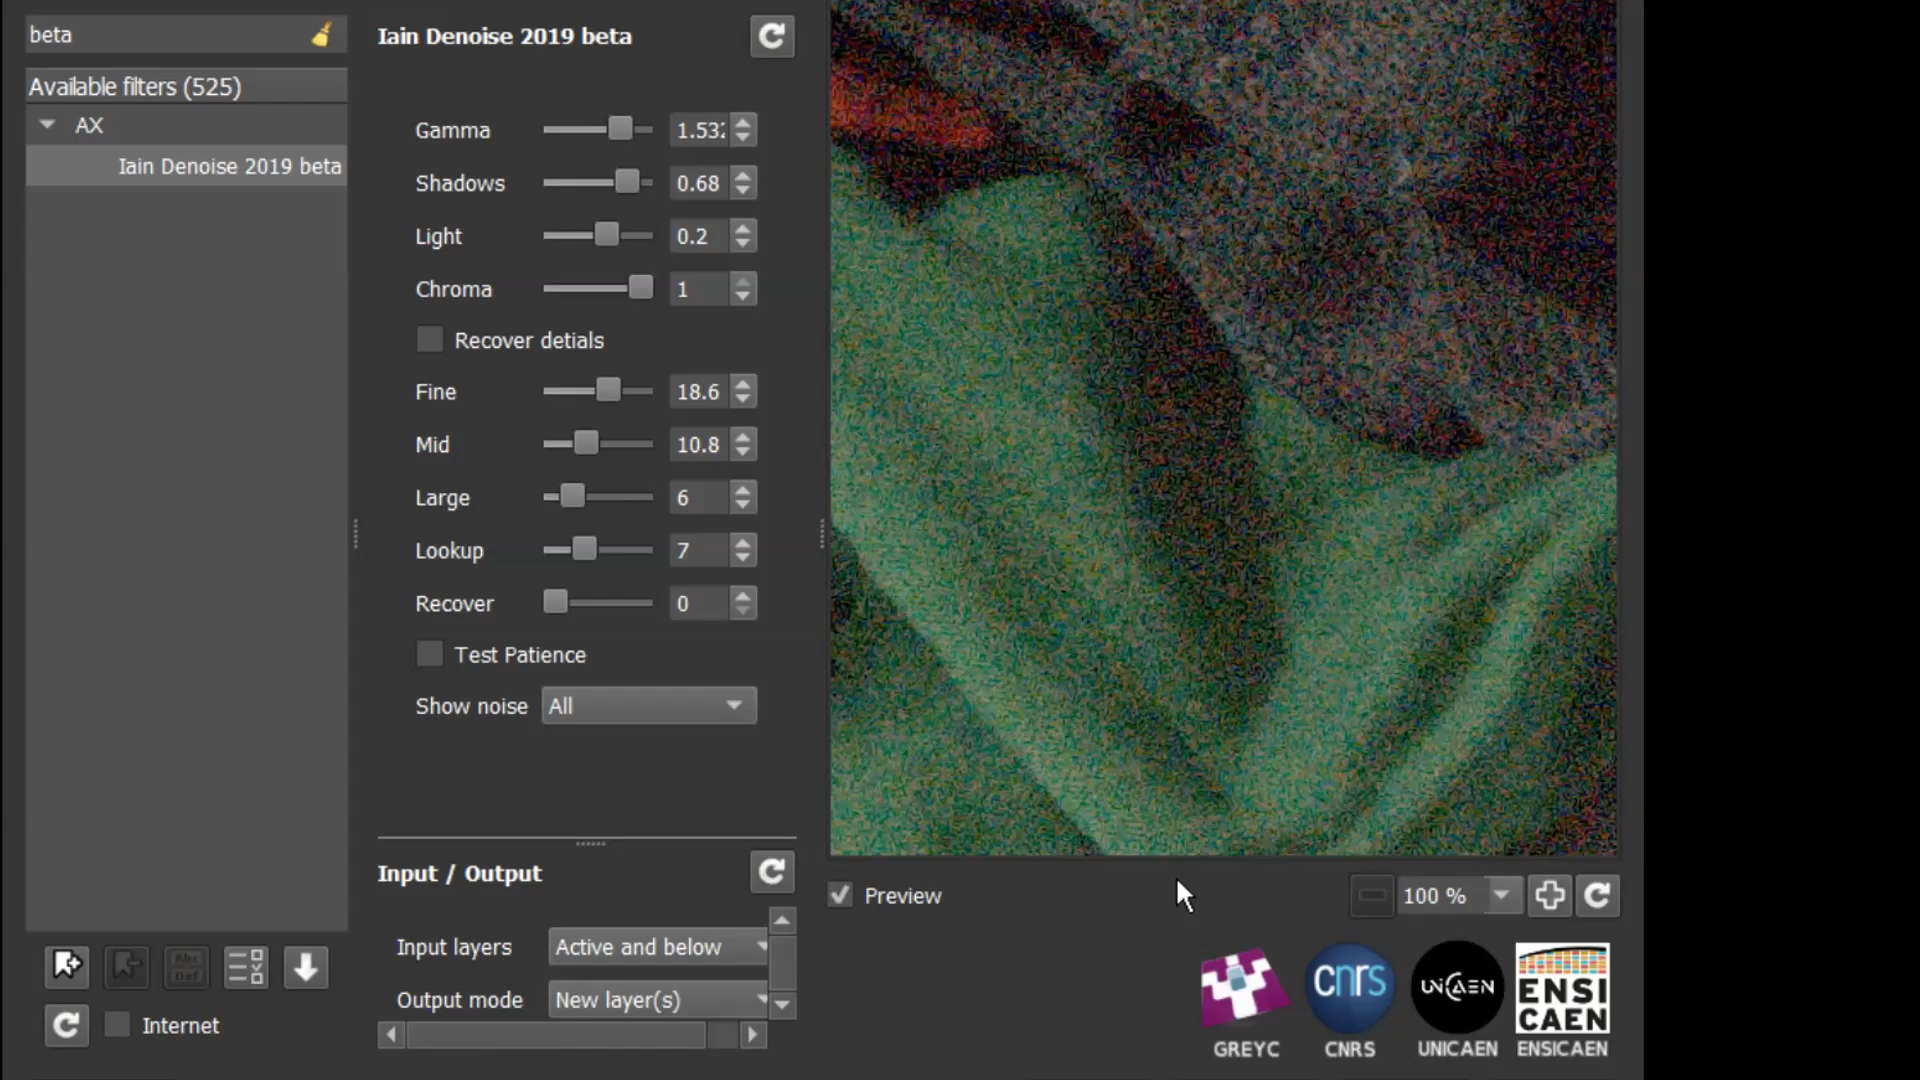 beta
Available filters (525)
AX
Iain Denoise 2019 beta
Internet
Iain Denoise 2019 beta
Gamma 1.532
Shadows 0.68
Light 0.2
Chroma 1
Recover detials
Fine 18.6
Mid 10.8
Large 6
Lookup 7
Recover 0
Test Patience
Show noise All
Input / Output
Input layers Active and below
Output mode New layer(s)
Preview
100 %
cnrs
UNICAEN
ENSI
CAEN
GREYC
CNRS
UNICAEN
ENSICAEN